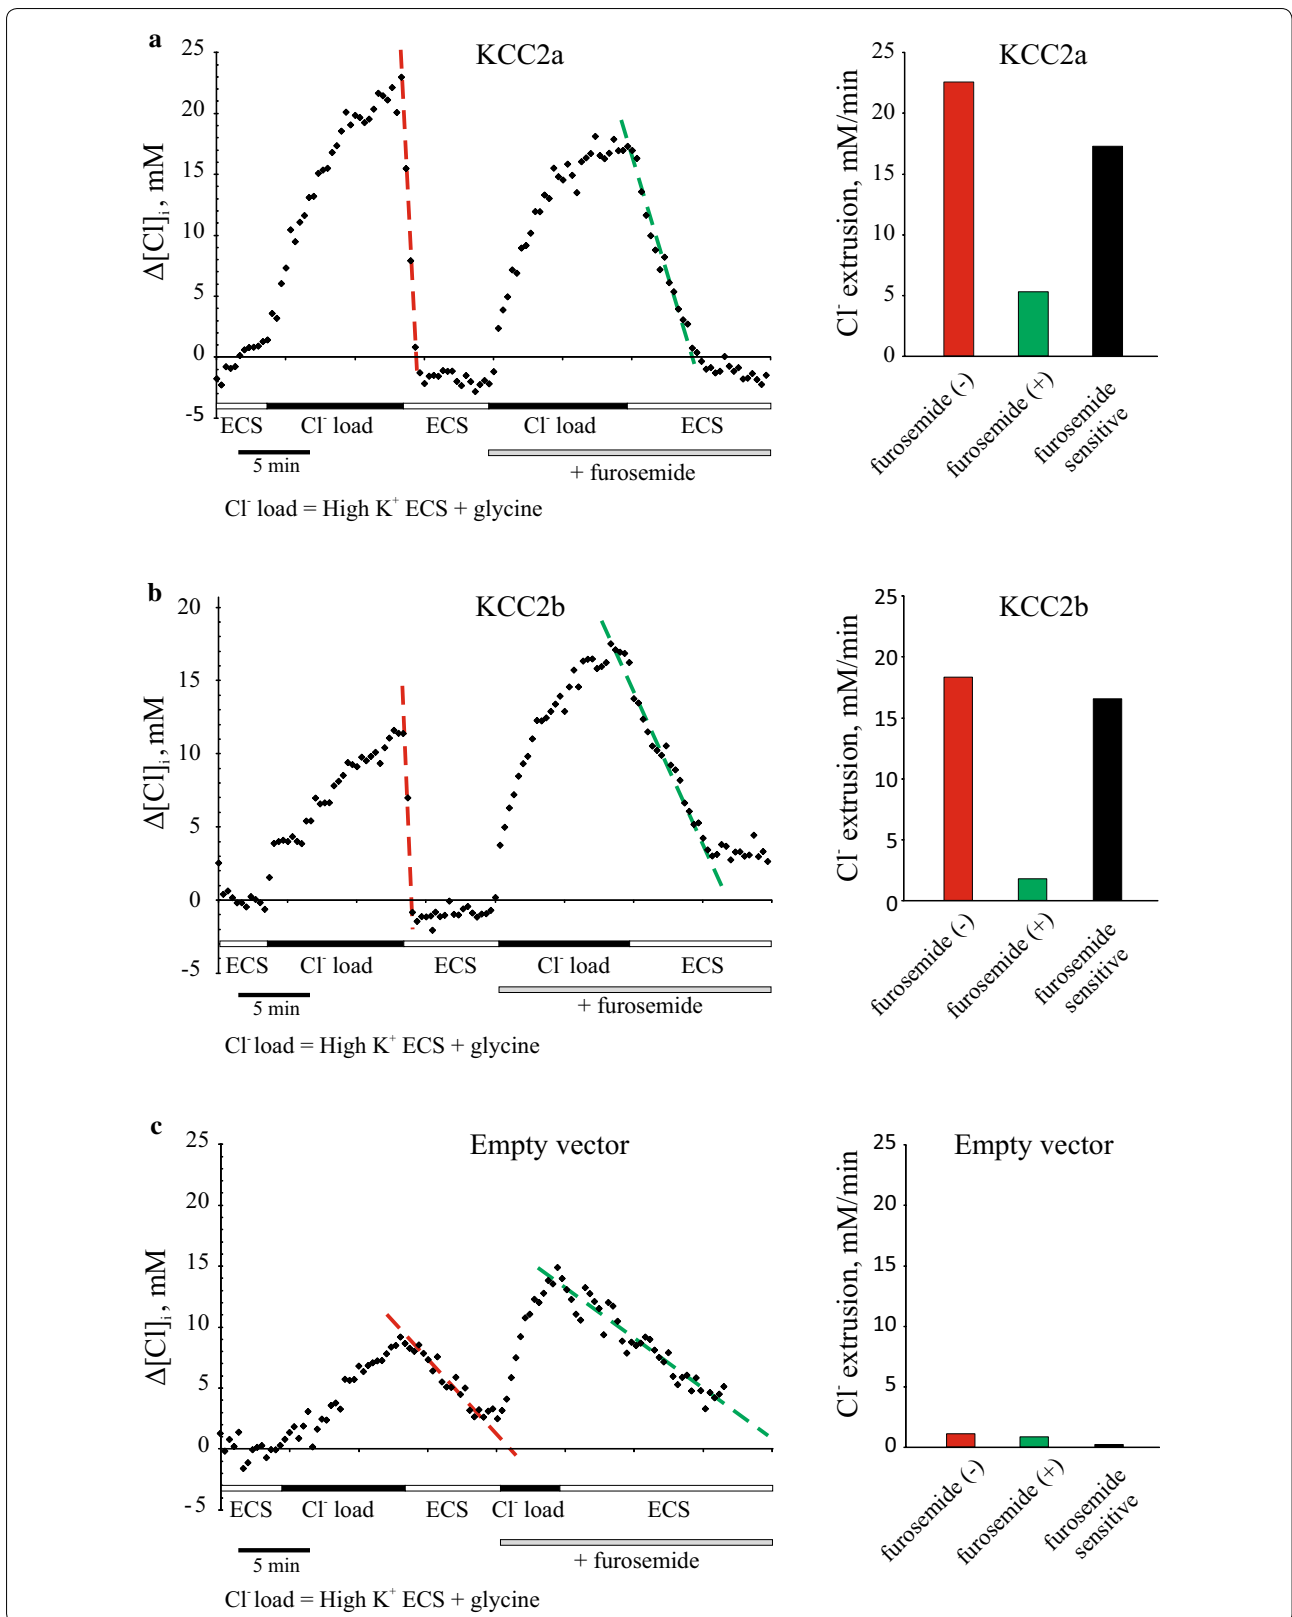 a
KCC2a
Δ[Cl]i, mM
25
20
15
10
5
0
-5
ECS Cl- load ECS Cl- load ECS
5 min
+ furosemide
Cl- load = High K+ ECS + glycine
KCC2a
Cl- extrusion, mM/min
25
20
15
10
5
0
furosemide (-)
furosemide (+)
furosemide
sensitive
b
KCC2b
Δ[Cl]i, mM
20
15
10
5
0
-5
ECS Cl- load ECS Cl- load ECS
5 min
+ furosemide
Cl- load = High K+ ECS + glycine
KCC2b
Cl- extrusion, mM/min
25
20
15
10
5
0
furosemide (-)
furosemide (+)
furosemide
sensitive
c
Empty vector
Δ[Cl]i, mM
25
20
15
10
5
0
-5
ECS Cl- load ECS Cl- load ECS
5 min
+ furosemide
Cl- load = High K+ ECS + glycine
Empty vector
Cl- extrusion, mM/min
25
20
15
10
5
0
furosemide (-)
furosemide (+)
furosemide
sensitive